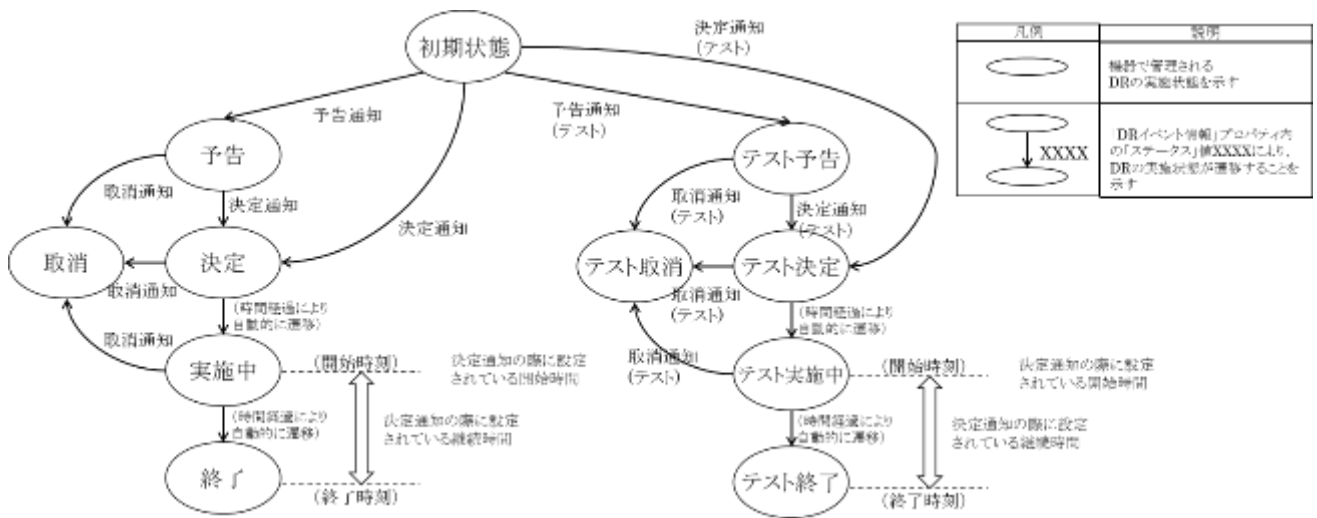 初期状態
決定通知
(テスト)
予告通知
予告通知
(テスト)
予告
テスト予告
取消通知
決定通知
決定通知
取消通知
(テスト)
決定通知
(テスト)
取消
決定
テスト取消
テスト決定
取消通知
(時間経過により
自動的に遷移)
取消通知
取消通知
(テスト)
(時間経過により
自動的に遷移)
取消通知
(テスト)
実施中
(開始時刻)
決定通知の際に設定
されている開始時間
テスト実施中
(開始時刻)
決定通知の際に設定
されている開始時間
(時間経過により
自動的に遷移)
決定通知の際に設定
されている継続時間
(時間経過により
自動的に遷移)
決定通知の際に設定
されている継続時間
終了
(終了時刻)
テスト終了
(終了時刻)
凡例
説明
機器で管理される
DRの実施状態を示す
XXXX
「DRイベント情報」プロパティ内
の「ステータス」値XXXXにより、
DRの実施状態が遷移することを
示す